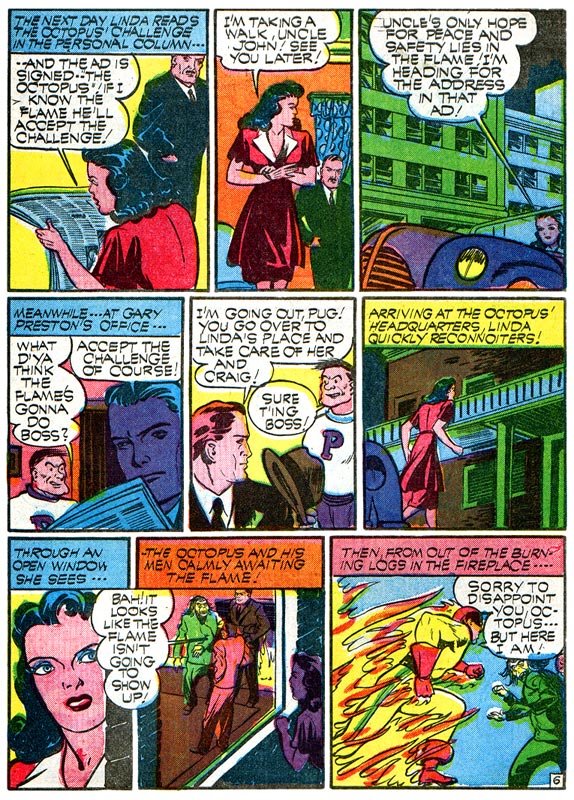 THE NEXT DAY LINDA READS
THE OCTOPUS' CHALLENGE
IN THE PERSONAL COLUMN---
--AND THE AD IS
SIGNED--"THE
OCTOPUS"! IF I
KNOW THE
FLAME HE'LL
ACCEPT THE
CHALLENGE!
I'M TAKING A
WALK, UNCLE
JOHN! SEE
YOU LATER!
UNCLE'S ONLY HOPE
FOR PEACE AND
SAFETY LIES IN
THE FLAME! I'M
HEADING FOR
THE ADDRESS
IN THAT
AD!
MEANWHILE---AT GARY
PRESTON'S OFFICE---
WHAT
D'YA
THINK
THE
FLAME'S
GONNA
DO
BOSS?
ACCEPT THE
CHALLENGE
OF COURSE!
P
I'M GOING OUT, PUG!
YOU GO OVER TO
LINDA'S PLACE AND
TAKE CARE OF HER
AND
CRAIG!
SURE
T'ING
BOSS!
P
ARRIVING AT THE OCTOPUS'
HEADQUARTERS, LINDA
QUICKLY RECONNOITERS!
THROUGH AN
OPEN WINDOW
SHE SEES ----
-THE OCTOPUS AND HIS
MEN CALMLY AWAITING
THE FLAME!
BAH! IT
LOOKS
LIKE THE
FLAME
ISN'T
GOING
TO
SHOW
UP!
THEN, FROM OUT OF THE BURN-
ING LOGS IN THE FIREPLACE----
SORRY TO
DISAPPOINT
YOU, OC-
TOPUS---
BUT HERE
I AM!
6